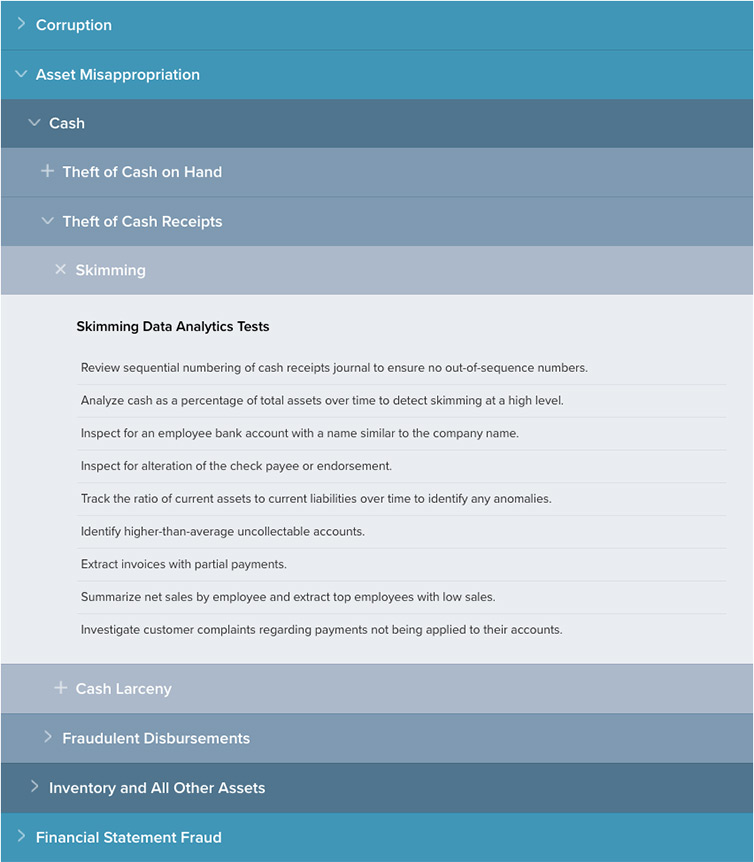 Corruption
Asset Misappropriation
Cash
Theft of Cash on Hand
Theft of Cash Receipts
Skimming
Skimming Data Analytics Tests
Review sequential numbering of cash receipts journal to ensure no out-of-sequence numbers.
Analyze cash as a percentage of total assets over time to detect skimming at a high level.
Inspect for an employee bank account with a name similar to the company name.
Inspect for alteration of the check payee or endorsement.
Track the ratio of current assets to current liabilities over time to identify any anomalies.
Identify higher-than-average uncollectable accounts.
Extract invoices with partial payments.
Summarize net sales by employee and extract top employees with low sales.
Investigate customer complaints regarding payments not being applied to their accounts.
Cash Larceny
Fraudulent Disbursements
Inventory and All Other Assets
Financial Statement Fraud